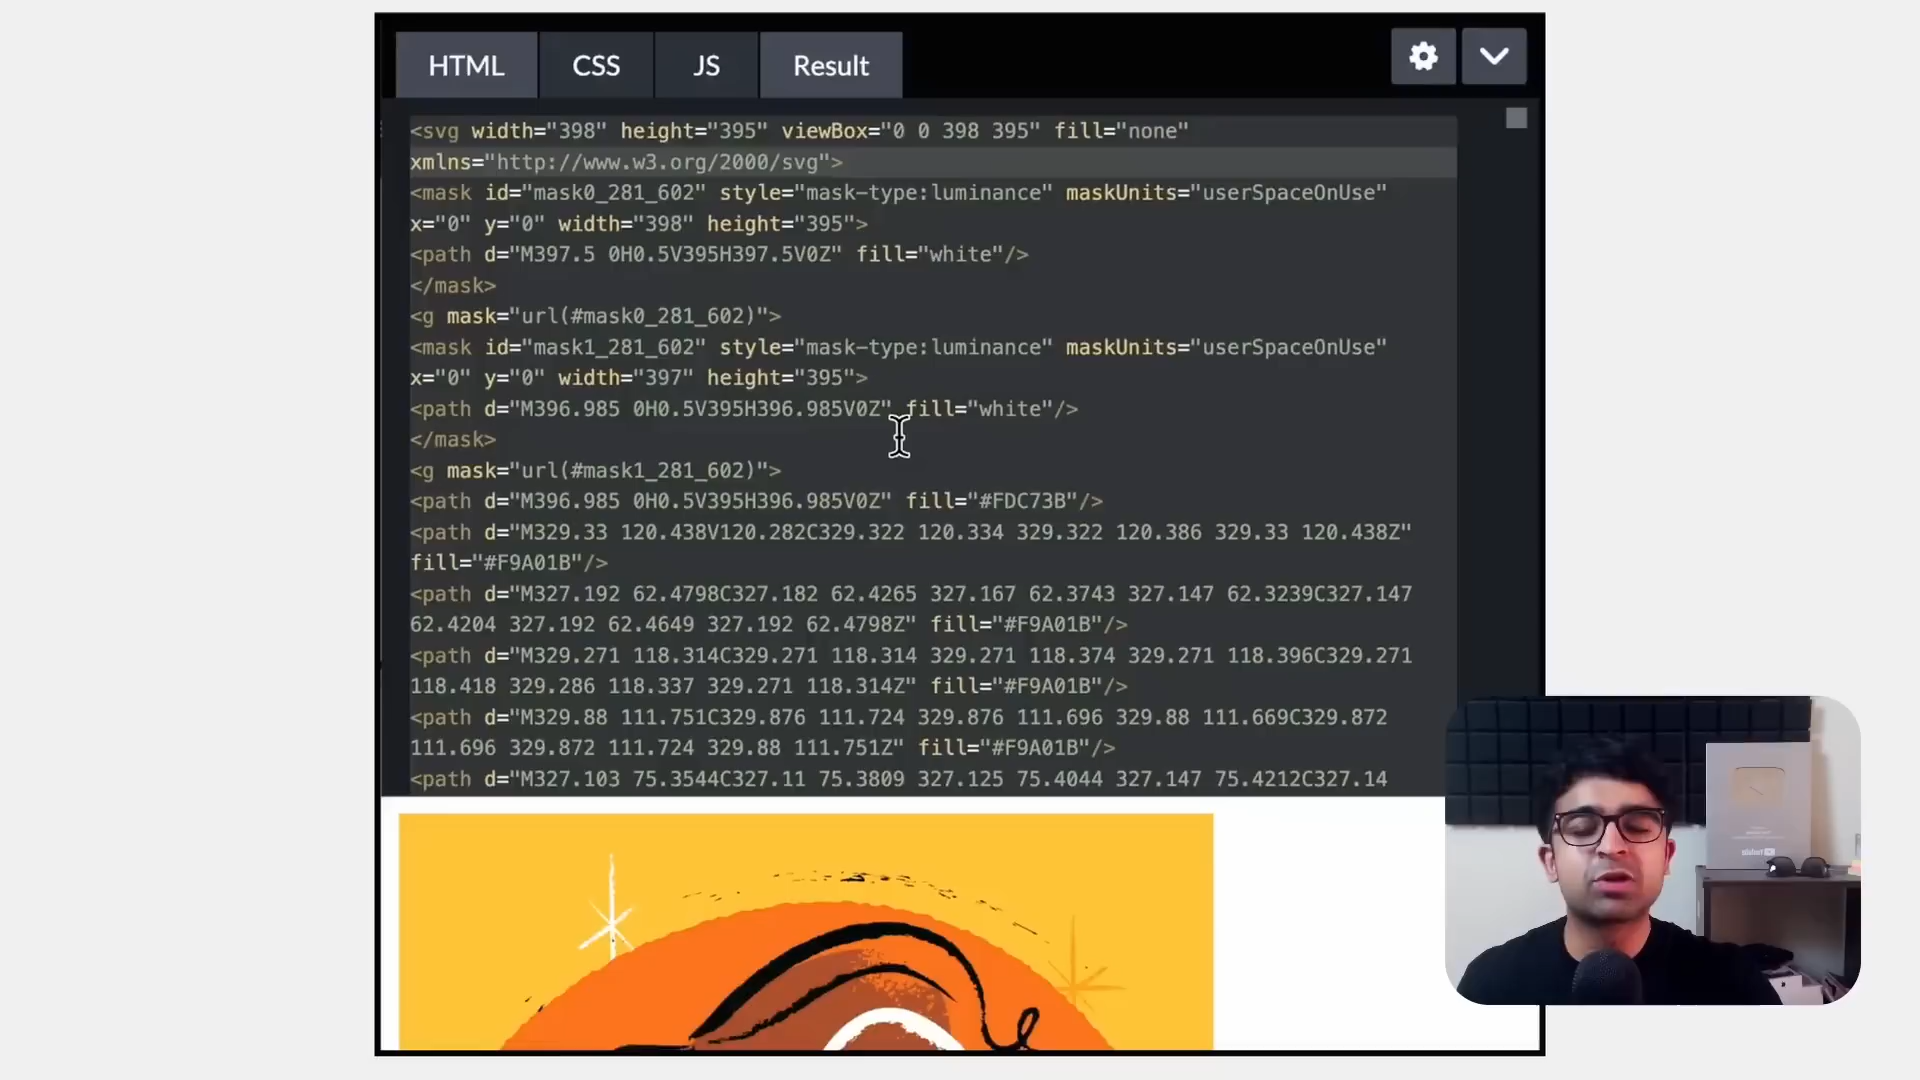 HTML CSS JS Result
<svg width="398" height="395" viewBox="0 0 398 395" fill="none"
xmlns="http://www.w3.org/2000/svg">
<mask id="mask0_281_602" style="mask-type:luminance" maskUnits="userSpaceOnUse"
x="0" y="0" width="398" height="395">
<path d="M397.5 0H0.5V395H397.5V0Z" fill="white"/>
</mask>
<g mask="url(#mask0_281_602)">
<mask id="mask1_281_602" style="mask-type:luminance" maskUnits="userSpaceOnUse"
x="0" y="0" width="397" height="395">
<path d="M396.985 0H0.5V395H396.985V0Z" fill="white"/>
</mask>
<g mask="url(#mask1_281_602)">
<path d="M396.985 0H0.5V395H396.985V0Z" fill="#FDC73B"/>
<path d="M329.33 120.438V120.282C329.322 120.334 329.322 120.386 329.33 120.438Z"
fill="#F9A01B"/>
<path d="M327.192 62.4798C327.182 62.4265 327.167 62.3743 327.147 62.3239C327.147
62.4204 327.192 62.4649 327.192 62.4798Z" fill="#F9A01B"/>
<path d="M329.271 118.314C329.271 118.314 329.271 118.374 329.271 118.396C329.271
118.418 329.286 118.337 329.271 118.314Z" fill="#F9A01B"/>
<path d="M329.88 111.751C329.876 111.724 329.876 111.696 329.88 111.669C329.872
111.696 329.872 111.724 329.88 111.751Z" fill="#F9A01B"/>
<path d="M327.103 75.3544C327.11 75.3809 327.125 75.4044 327.147 75.4212C327.14